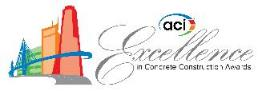 aci
Excellence
in Concrete Construction Awards